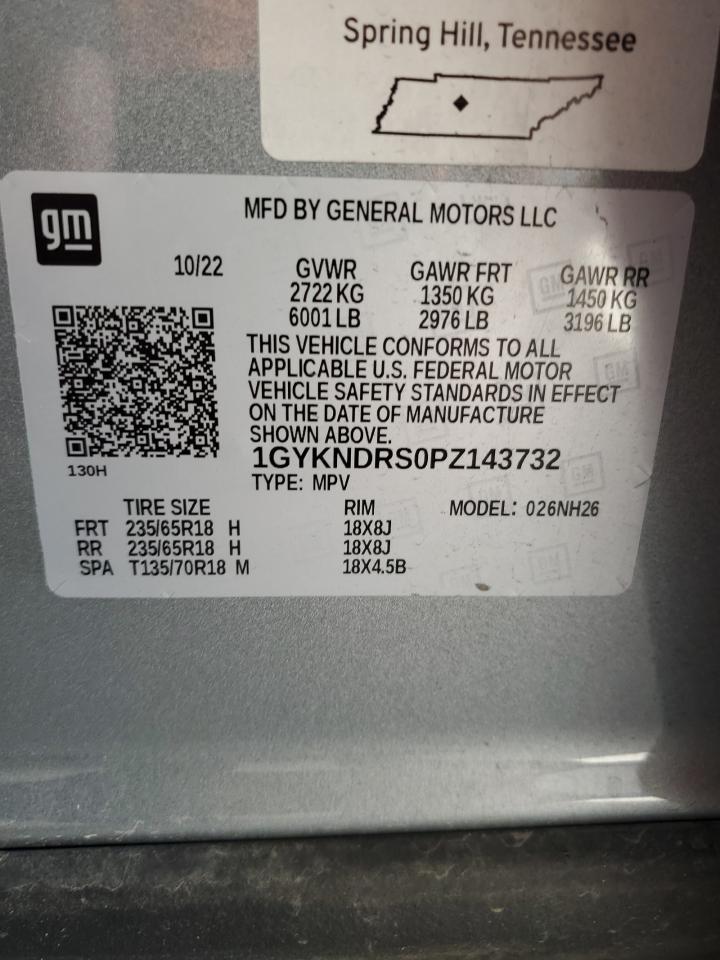 Spring Hill, Tennessee
gm
MFD BY GENERAL MOTORS LLC
10/22 GVWR GAWR FRT GAWR RR
2722 KG 1350 KG 1450 KG
6001 LB 2976 LB 3196 LB
THIS VEHICLE CONFORMS TO ALL
APPLICABLE U.S. FEDERAL MOTOR
VEHICLE SAFETY STANDARDS IN EFFECT
ON THE DATE OF MANUFACTURE
SHOWN ABOVE.
130H
1GYKNDRS0PZ143732
TYPE: MPV
TIRE SIZE RIM MODEL: 026NH26
FRT 235/65R18 H 18X8J
RR 235/65R18 H 18X8J
SPA T135/70R18 M 18X4.5B